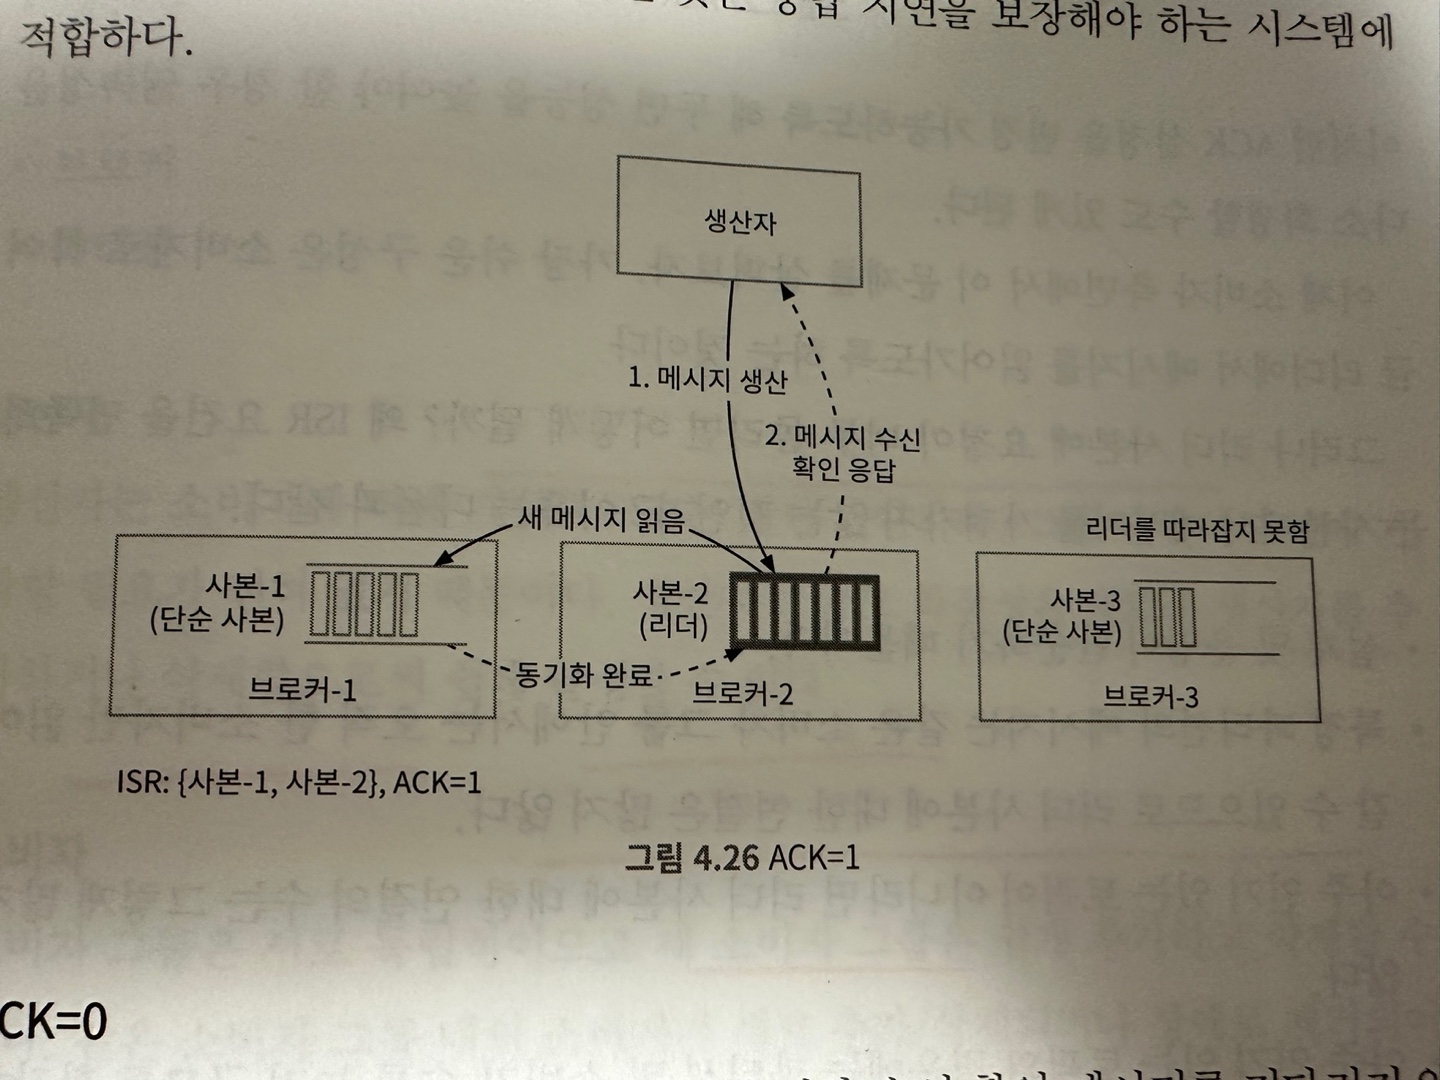 응답 지연을 보장해야 하는 시스템에
적합하다.
생산자
1. 메시지 생산
2. 메시지 수신
확인 응답
새 메시지 읽음
리더를 따라잡지 못함
사본-1
(단순 사본)
브로커-1
사본-2
(리더)
동기화 완료
브로커-2
사본-3
(단순 사본)
브로커-3
ISR: {사본-1, 사본-2}, ACK=1
그림 4.26 ACK=1
CK=0